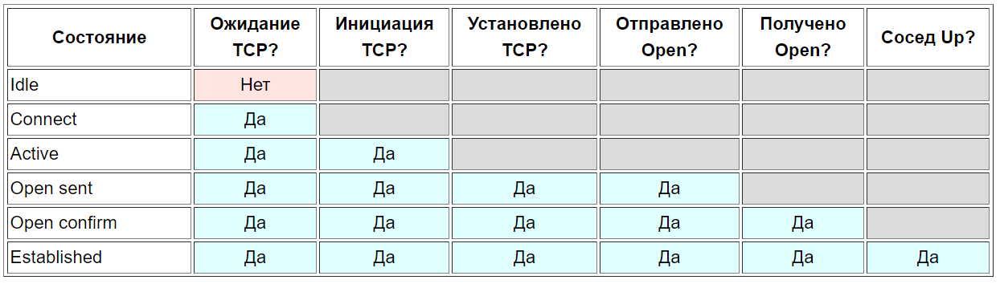 Состояние Ожидание TCP? Инициация TCP? Установлено TCP? Отправлено Open? Получено Open? Сосед Up?
Idle Нет
Connect Да
Active Да Да
Open sent Да Да Да Да
Open confirm Да Да Да Да Да
Established Да Да Да Да Да Да